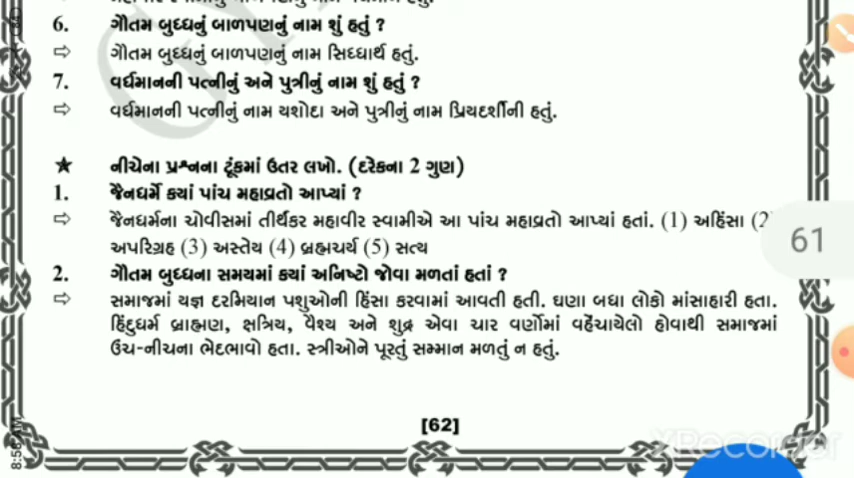 6. ગૌતમ બુધ્ધનું બાળપણનું નામ શું હતું ?
⇨ ગૌતમ બુધ્ધનું બાળપણનું નામ સિધ્ધાર્થ હતું.
7. વર્ધમાનની પત્નીનું અને પુત્રીનું નામ શું હતું ?
⇨ વર્ધમાનની પત્નીનું નામ યશોદા અને પુત્રીનું નામ પ્રિયદર્શીની હતું.
★ નીચેના પ્રશ્નના ટૂંકમાં ઉતર લખો. (દરેકના 2 ગુણ)
1. જૈનધર્મે કયાં પાંચ મહાવ્રતો આપ્યાં ?
⇨ જૈનધર્મના ચોવીસમાં તીર્થંકર મહાવીર સ્વામીએ આ પાંચ મહાવ્રતો આપ્યાં હતાં. (1) અહિંસા (2)
અપરિગ્રહ (3) અસ્તેય (4) બ્રહ્મચર્ય (5) સત્ય
61
2. ગૌતમ બુધ્ધના સમયમાં કયાં અનિષ્ટો જોવા મળતાં હતાં ?
⇨ સમાજમાં યજ્ઞ દરમિયાન પશુઓની હિંસા કરવામાં આવતી હતી. ઘણા બધા લોકો માંસાહારી હતા.
હિંદુધર્મ બ્રાહ્મણ, ક્ષત્રિય, વૈશ્ય અને શુદ્ર એવા ચાર વર્ણોમાં વહેંચાયેલો હોવાથી સમાજમાં
ઉચ-નીચના ભેદભાવો હતા. સ્ત્રીઓને પૂરતું સમ્માન મળતું ન હતું.
[62]
XRecorder